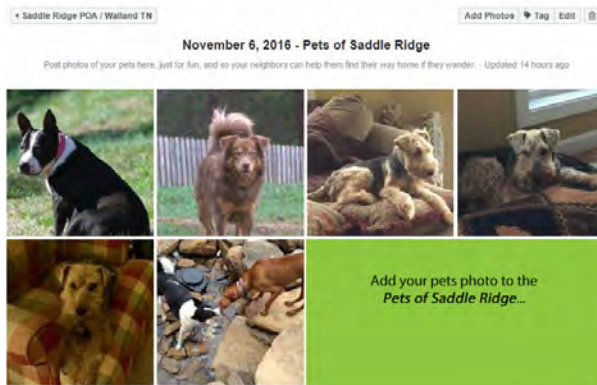 Saddle Ridge POA / Walland TN
Add Photos Tag Edit
November 6, 2016 - Pets of Saddle Ridge
Post photos of your pets here, just for fun, and so your neighbors can help them find their way home if they wander. · Updated 14 hours ago
Add your pets photo to the
Pets of Saddle Ridge...